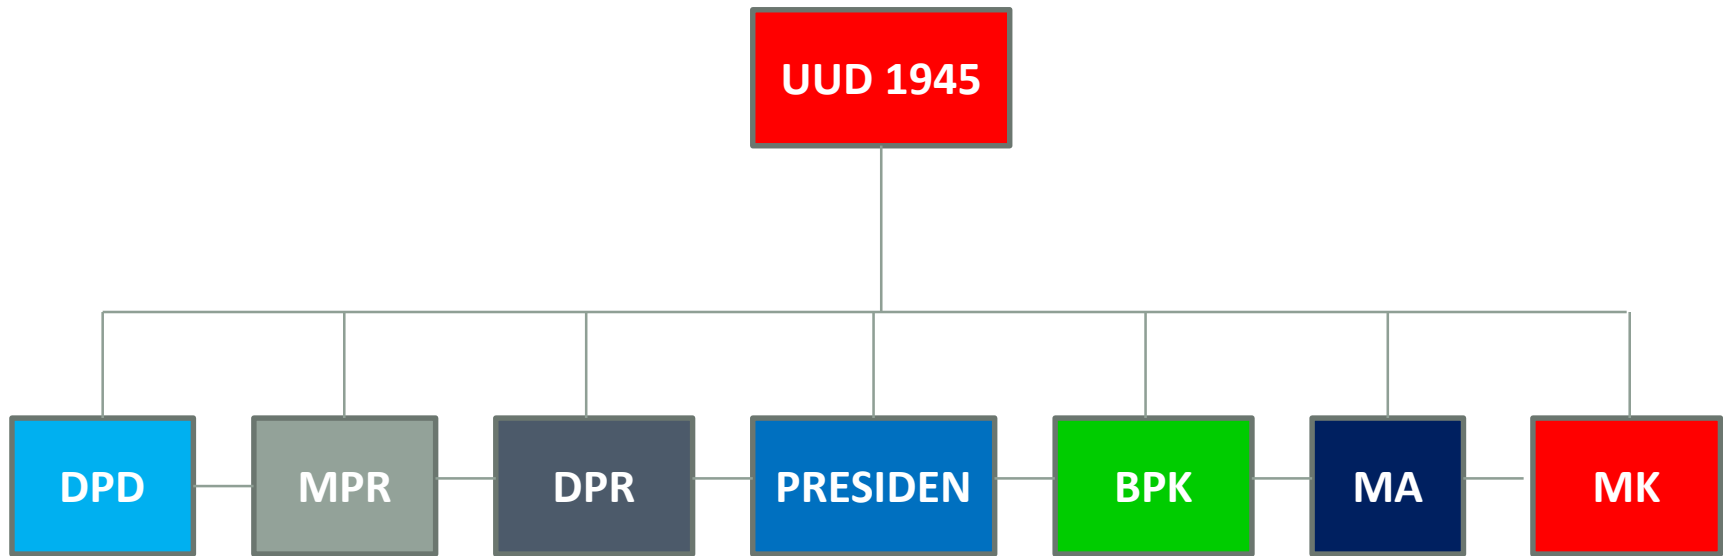 UUD 1945
DPD
MPR
DPR
PRESIDEN
BPK
MA
MK